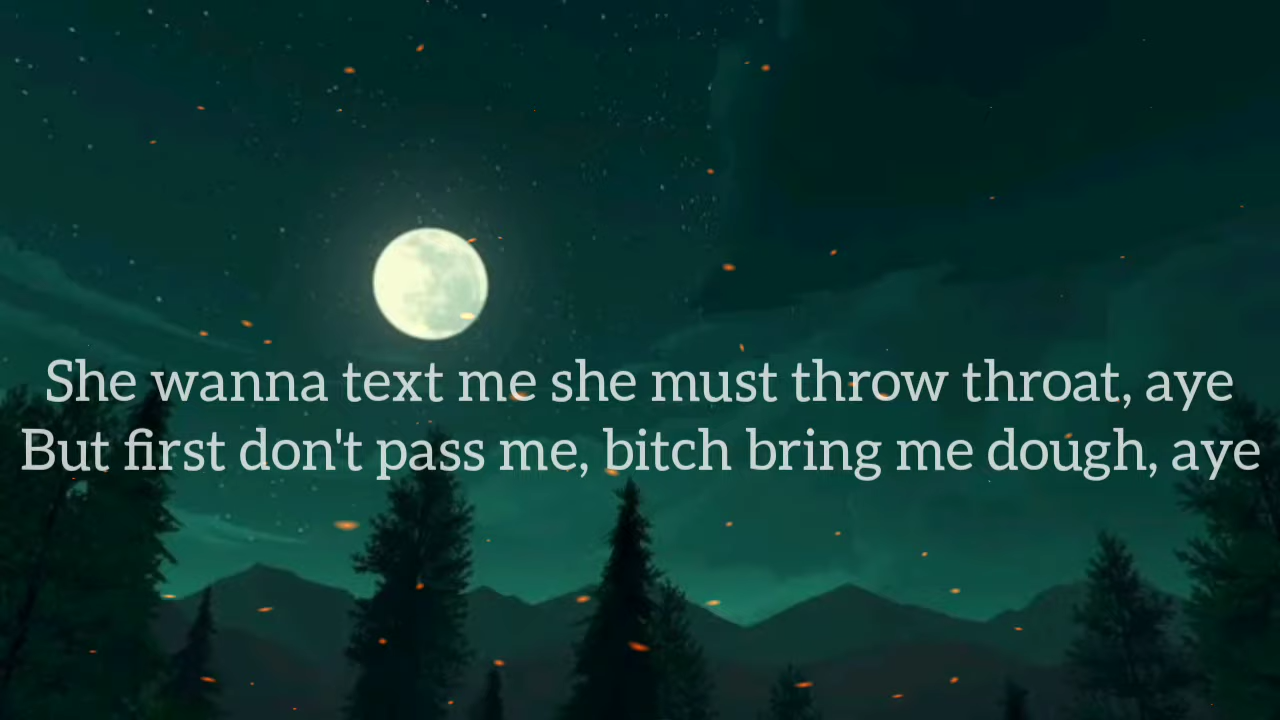 She wanna text me she must throw throat, aye
But first don't pass me, bitch bring me dough, aye